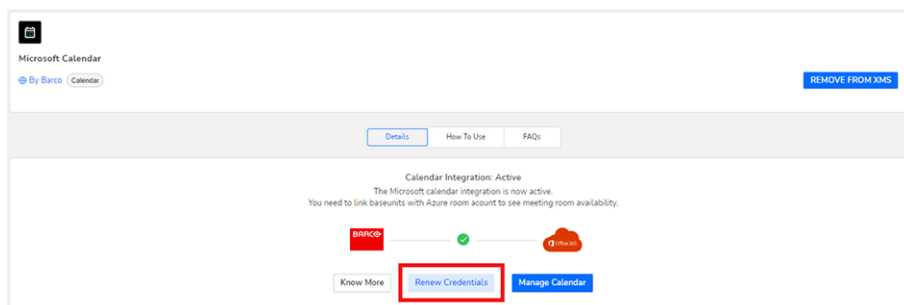 Microsoft Calendar
By Barco Calendar
REMOVE FROM XMS
Details How To Use FAQs
Calendar Integration: Active
The Microsoft calendar integration is now active.
You need to link baseunits with Azure room acount to see meeting room availability.
BARCO Office 365
Know More Renew Credentials Manage Calendar